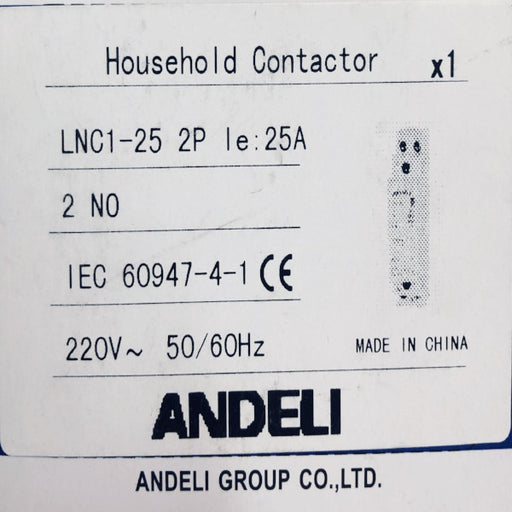 Household Contactor x1
LNC1-25 2P Ie:25A
2 NO
IEC 60947-4-1 CE
220V~ 50/60Hz
MADE IN CHINA
ANDELI
ANDELI GROUP CO.,LTD.